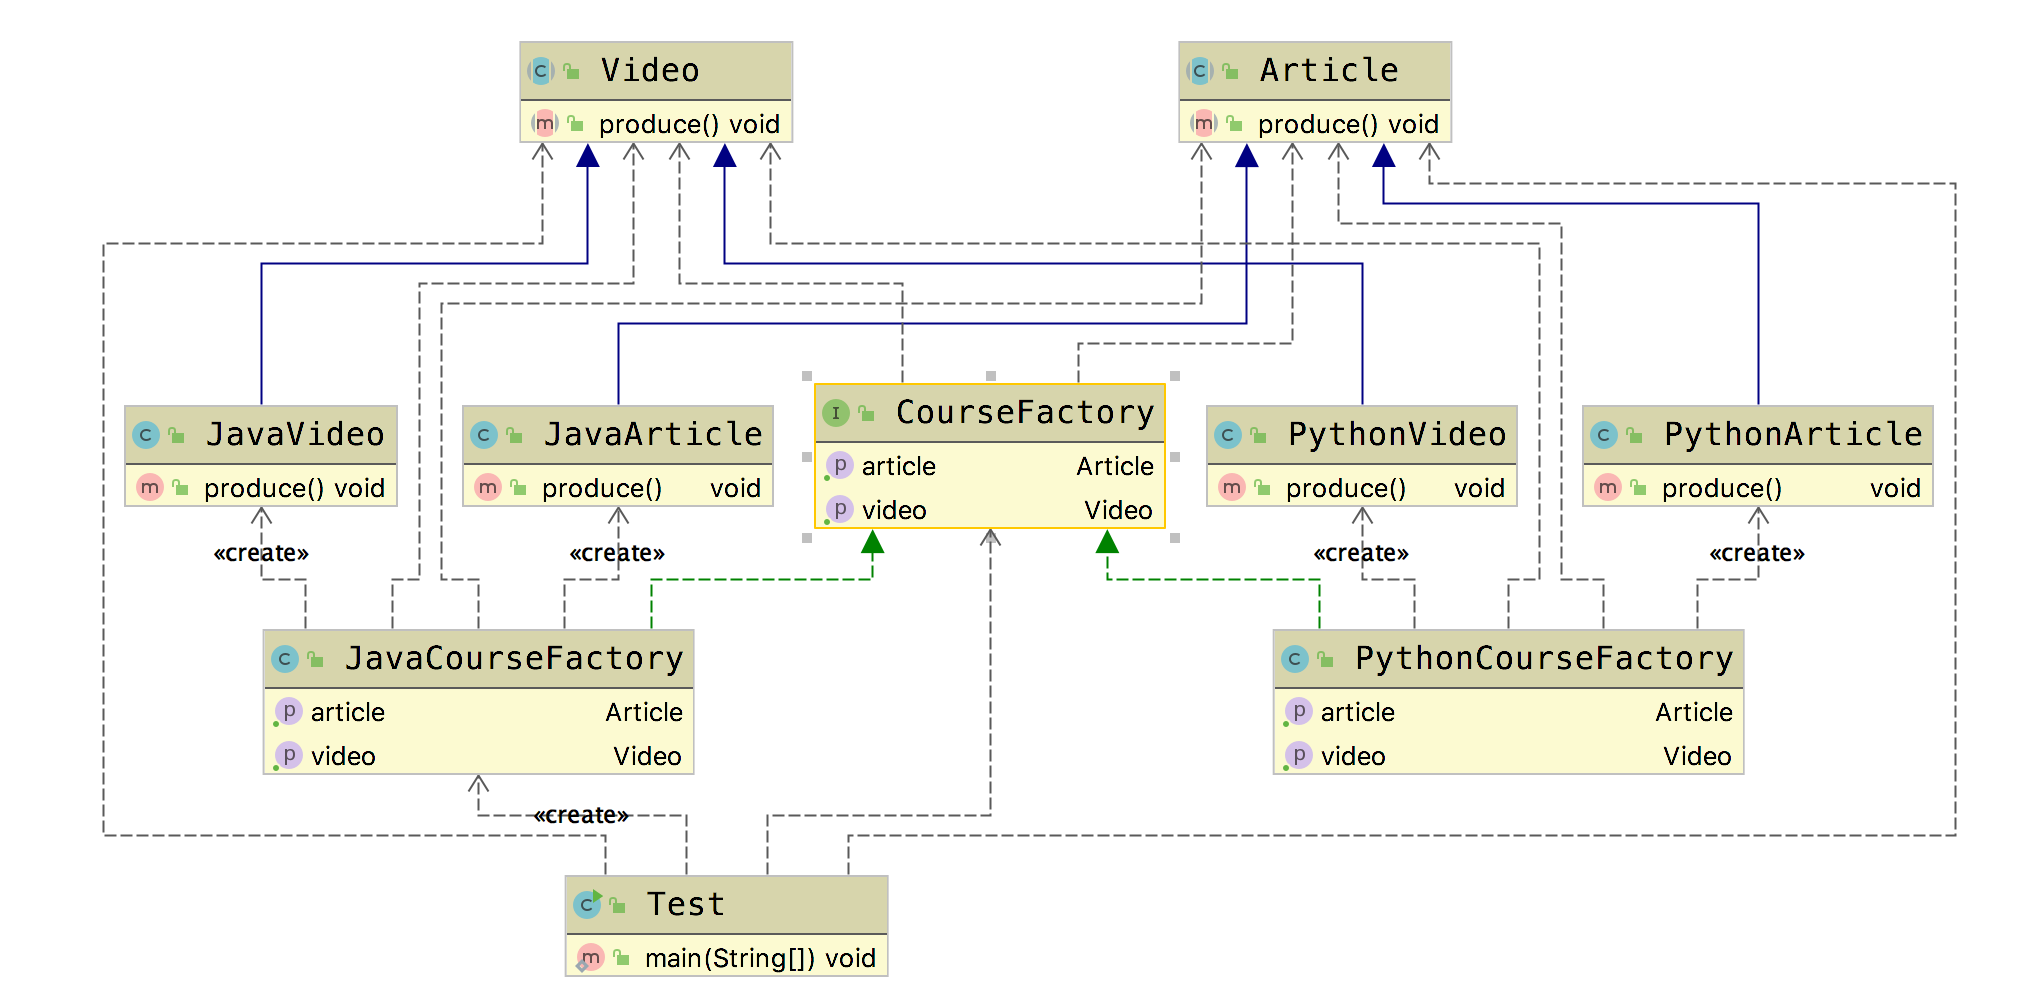 Video
produce() void
Article
produce() void
JavaVideo
produce() void
JavaArticle
produce() void
CourseFactory
article Article
video Video
PythonVideo
produce() void
PythonArticle
produce() void
«create»
«create»
«create»
«create»
JavaCourseFactory
article Article
video Video
PythonCourseFactory
article Article
video Video
«create»
Test
main(String[]) void